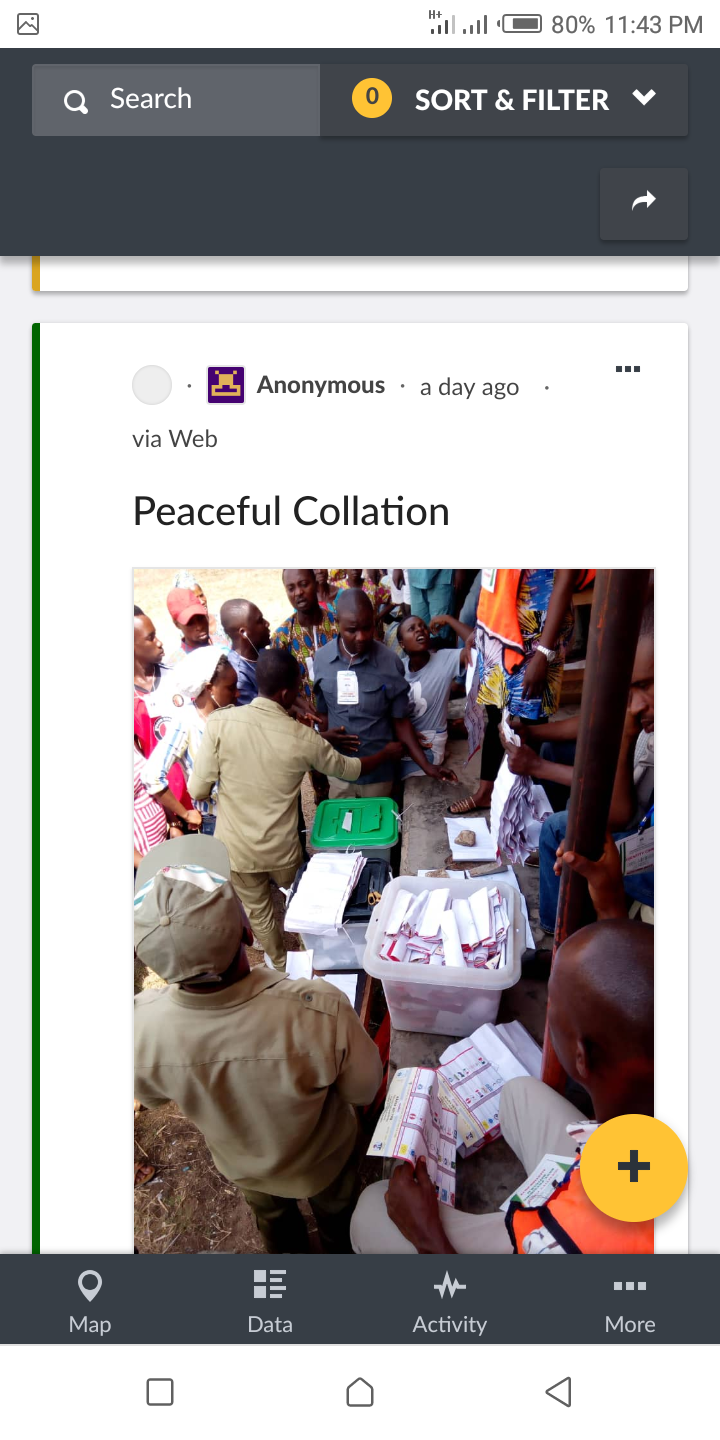 H+ 80% 11:43 PM
Search 0 SORT & FILTER
· Anonymous · a day ago ·
via Web
Peaceful Collation
Map Data Activity More